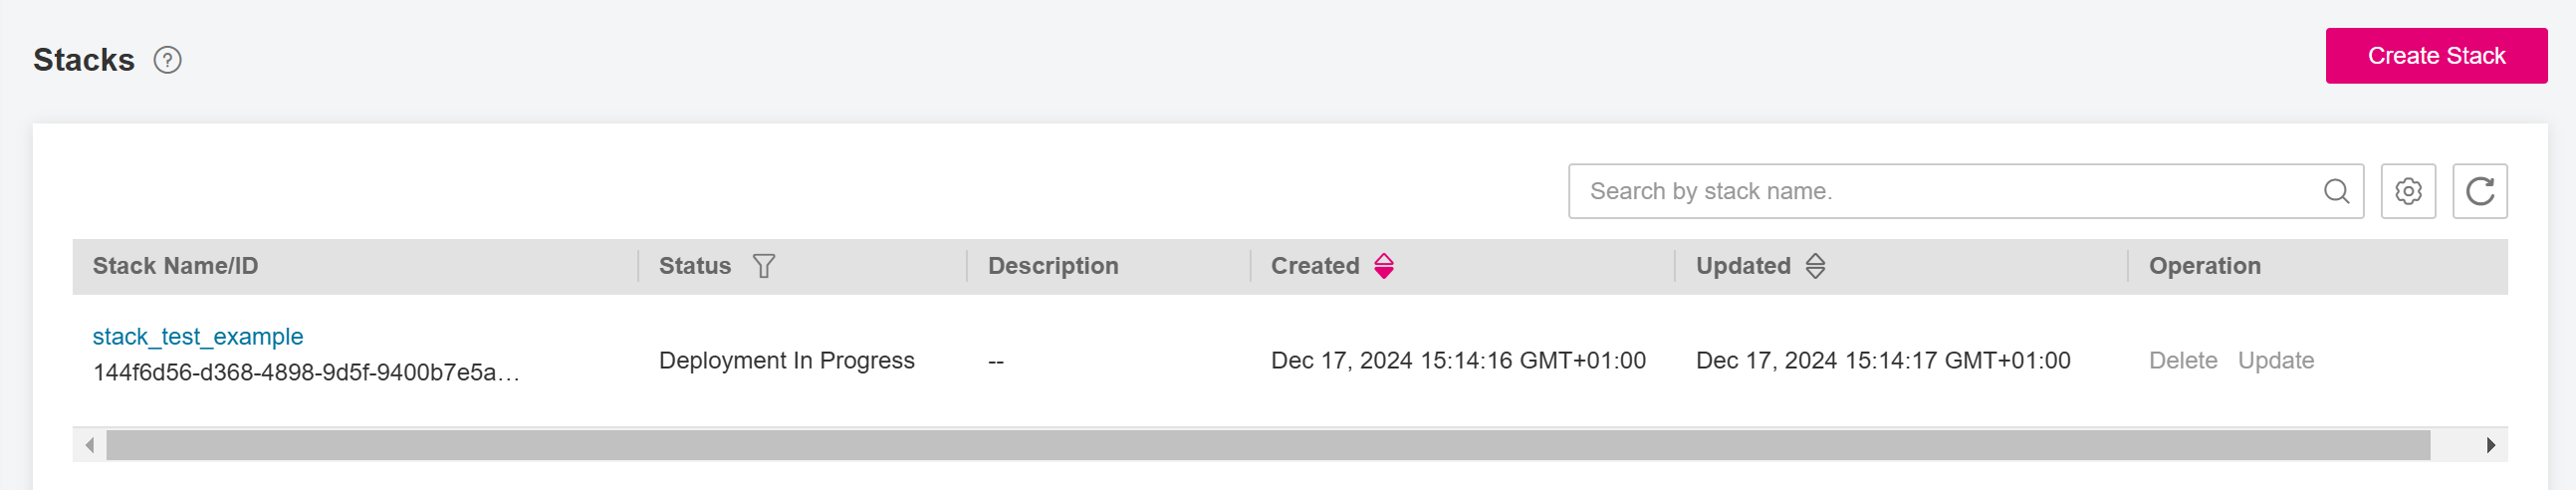 Stacks ?
Create Stack
Search by stack name.
Stack Name/ID Status Description Created Updated Operation
stack_test_example
144f6d56-d368-4898-9d5f-9400b7e5a…
Deployment In Progress -- Dec 17, 2024 15:14:16 GMT+01:00 Dec 17, 2024 15:14:17 GMT+01:00 Delete Update